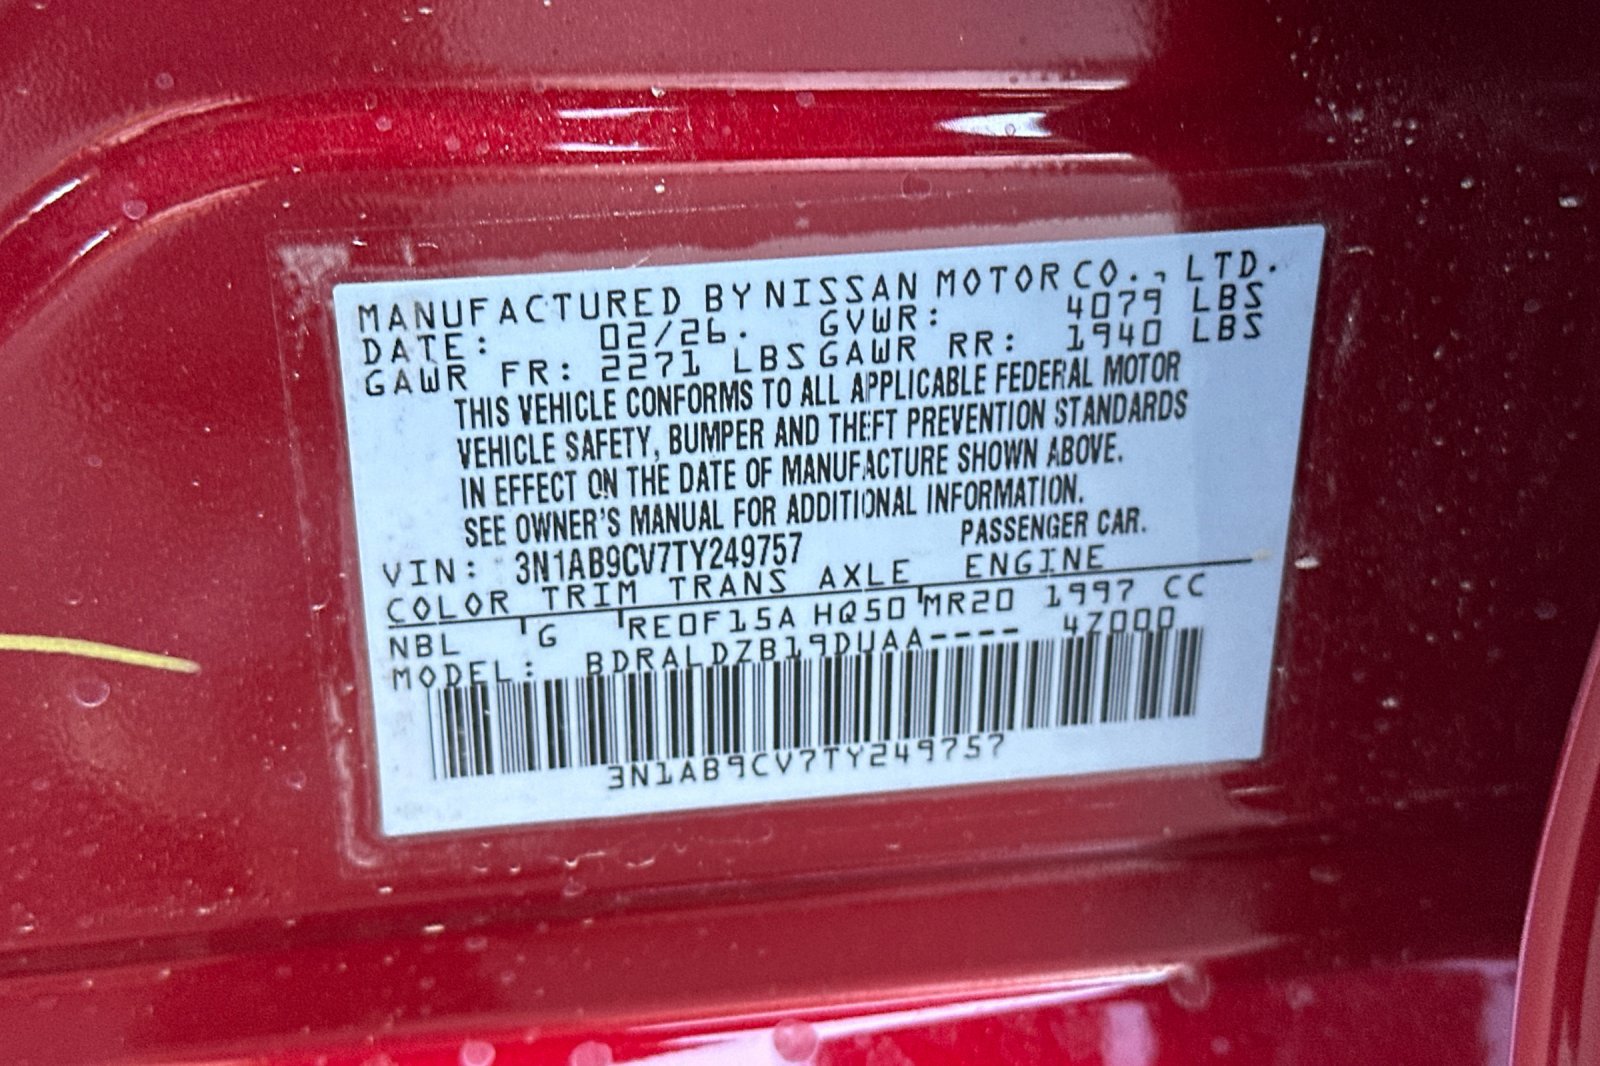 MANUFACTURED BY NISSAN MOTOR CO., LTD.
DATE: 02/26. GVWR: 4079 LBS
GAWR FR: 2271 LBS GAWR RR: 1940 LBS
THIS VEHICLE CONFORMS TO ALL APPLICABLE FEDERAL MOTOR
VEHICLE SAFETY, BUMPER AND THEFT PREVENTION STANDARDS
IN EFFECT ON THE DATE OF MANUFACTURE SHOWN ABOVE.
SEE OWNER'S MANUAL FOR ADDITIONAL INFORMATION.
VIN: 3N1AB9CV7TY249757 PASSENGER CAR.
COLOR TRIM TRANS AXLE ENGINE
NBL G RE0F15A HQ50 MR20 1997 CC
MODEL: BDRALDZB19DUAA---- 47000
3N1AB9CV7TY249757